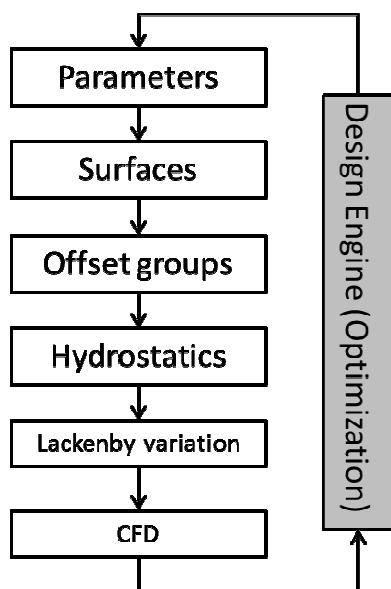 Parameters
Surfaces
Offset groups
Hydrostatics
Lackenby variation
CFD
Design Engine (Optimization)